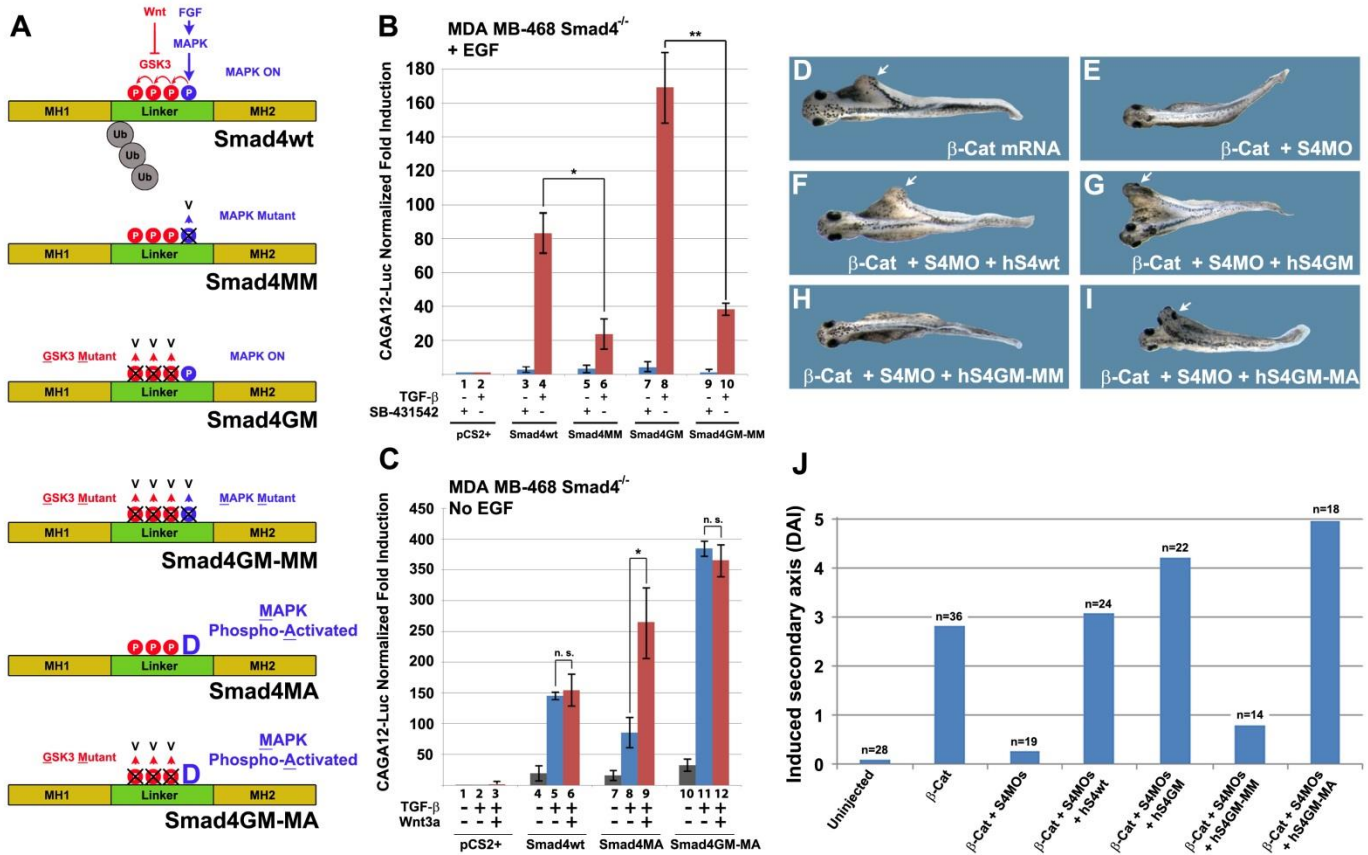 A
Wnt
FGF
MAPK
GSK3
MAPK ON
P P P P
MH1 Linker MH2
Smad4wt
Ub
Ub
Ub
V
MAPK Mutant
P P P
MH1 Linker MH2
Smad4MM
V V V
GSK3 Mutant
MAPK ON
P
MH1 Linker MH2
Smad4GM
V V V V
GSK3 Mutant
MAPK Mutant
MH1 Linker MH2
Smad4GM-MM
MAPK
Phospho-Activated
P P P D
MH1 Linker MH2
Smad4MA
V V V
GSK3 Mutant
MAPK
Phospho-Activated
D
MH1 Linker MH2
Smad4GM-MA
B
MDA MB-468 Smad4-/-
+ EGF
CAGA12-Luc Normalized Fold Induction
180
160
140
120
100
80
60
40
20
*
**
1 2 3 4 5 6 7 8 9 10
TGF-β - + - + - + - + - +
SB-431542 + - + - + - + - + -
pCS2+ Smad4wt Smad4MM Smad4GM Smad4GM-MM
C
MDA MB-468 Smad4-/-
No EGF
CAGA12-Luc Normalized Fold Induction
450
400
350
300
250
200
150
100
50
n. s.
*
n. s.
1 2 3 4 5 6 7 8 9 10 11 12
TGF-β - + + - + + - + + - + +
Wnt3a - - + - - + - - + - - +
pCS2+ Smad4wt Smad4MA Smad4GM-MA
D
β-Cat mRNA
E
β-Cat + S4MO
F
β-Cat + S4MO + hS4wt
G
β-Cat + S4MO + hS4GM
H
β-Cat + S4MO + hS4GM-MM
I
β-Cat + S4MO + hS4GM-MA
J
Induced secondary axis (DAI)
5
4
3
2
1
0
n=28
n=36
n=19
n=24
n=22
n=14
n=18
Uninjected
β-Cat
β-Cat + S4MOs
β-Cat + S4MOs
+ hS4wt
β-Cat + S4MOs
+ hS4GM
β-Cat + S4MOs
+ hS4GM-MM
β-Cat + S4MOs
+ hS4GM-MA